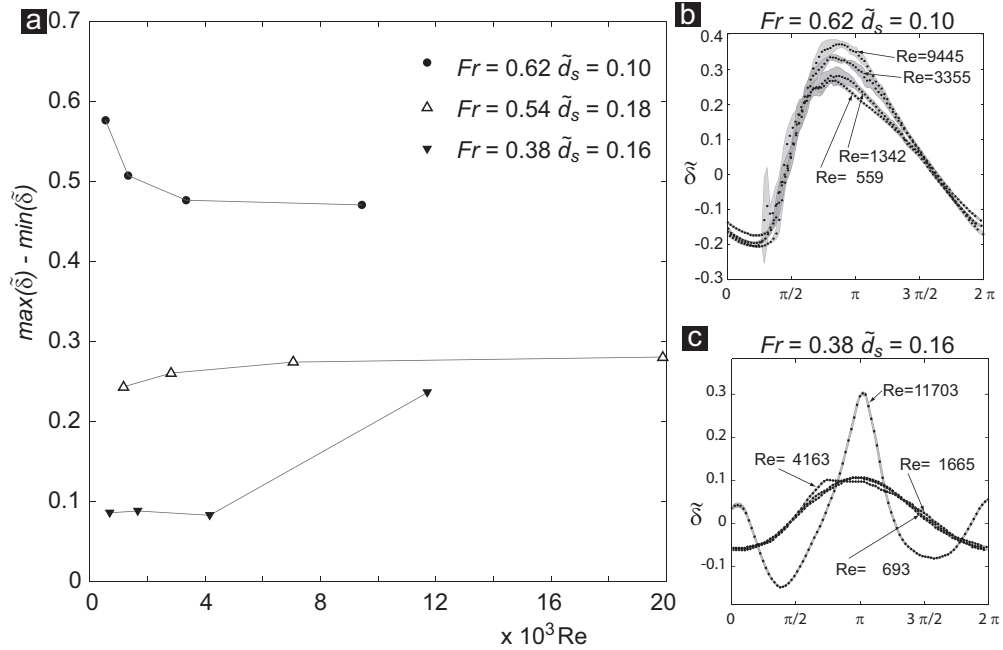 a
0.7
0.6
0.5
0.4
0.3
0.2
0.1
0
max(δ̃) - min(δ̃)
Fr = 0.62 d̃s = 0.10
Fr = 0.54 d̃s = 0.18
Fr = 0.38 d̃s = 0.16
0 4 8 12 16 20
x 10³ Re
b
Fr = 0.62 d̃s = 0.10
0.4
0.3
0.2
0.1
0
-0.1
-0.2
-0.3
δ̃
Re=9445
Re=3355
Re=1342
Re= 559
0 π/2 π 3 π/2 2 π
c
Fr = 0.38 d̃s = 0.16
0.3
0.2
0.1
0
-0.1
δ̃
Re=11703
Re= 4163
Re= 1665
Re= 693
0 π/2 π 3 π/2 2 π